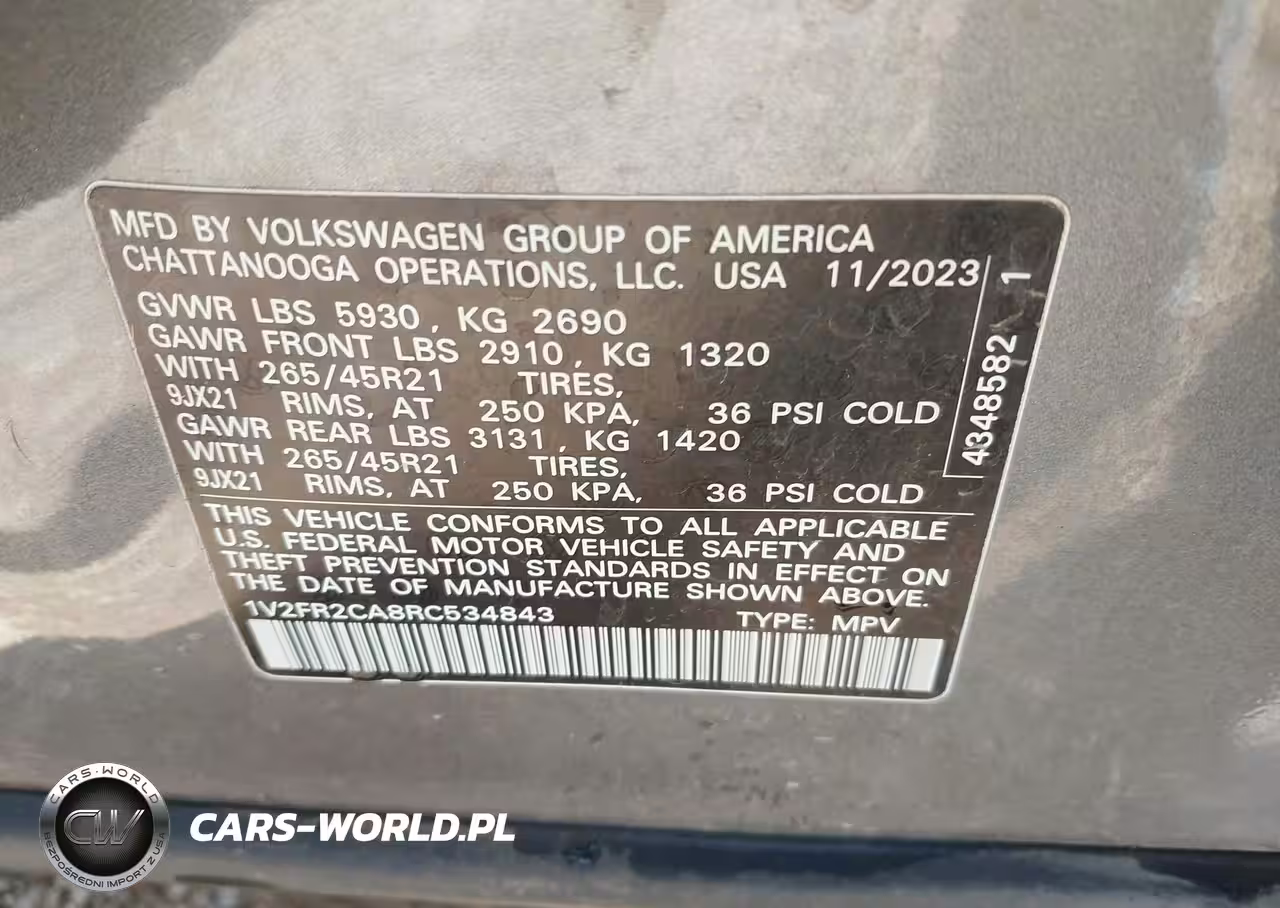 MFD BY VOLKSWAGEN GROUP OF AMERICA
CHATTANOOGA OPERATIONS, LLC. USA 11/2023
GVWR LBS 5930, KG 2690
GAWR FRONT LBS 2910, KG 1320
WITH 265/45R21 TIRES,
9JX21 RIMS, AT 250 KPA, 36 PSI COLD
GAWR REAR LBS 3131, KG 1420
WITH 265/45R21 TIRES,
9JX21 RIMS, AT 250 KPA, 36 PSI COLD
4348582 1
THIS VEHICLE CONFORMS TO ALL APPLICABLE
U.S. FEDERAL MOTOR VEHICLE SAFETY AND
THEFT PREVENTION STANDARDS IN EFFECT ON
THE DATE OF MANUFACTURE SHOWN ABOVE.
1V2FR2CA8RC534843 TYPE: MPV
CARS-WORLD
CW
BEZPOŚREDNI IMPORT Z USA
CARS-WORLD.PL